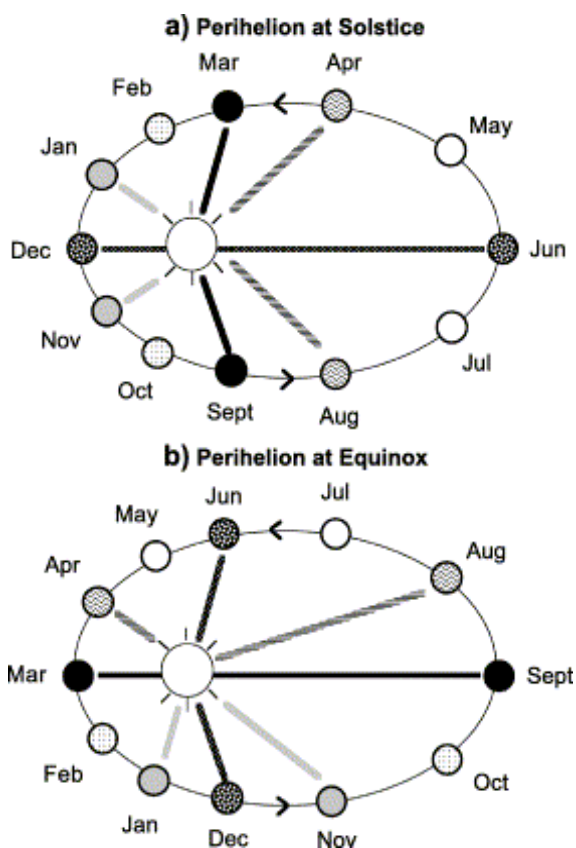 a) Perihelion at Solstice
Mar
Apr
Feb
May
Jan
Dec
Jun
Nov
Jul
Oct
Sept
Aug
b) Perihelion at Equinox
Jun
Jul
May
Aug
Apr
Mar
Sept
Feb
Oct
Jan
Dec
Nov